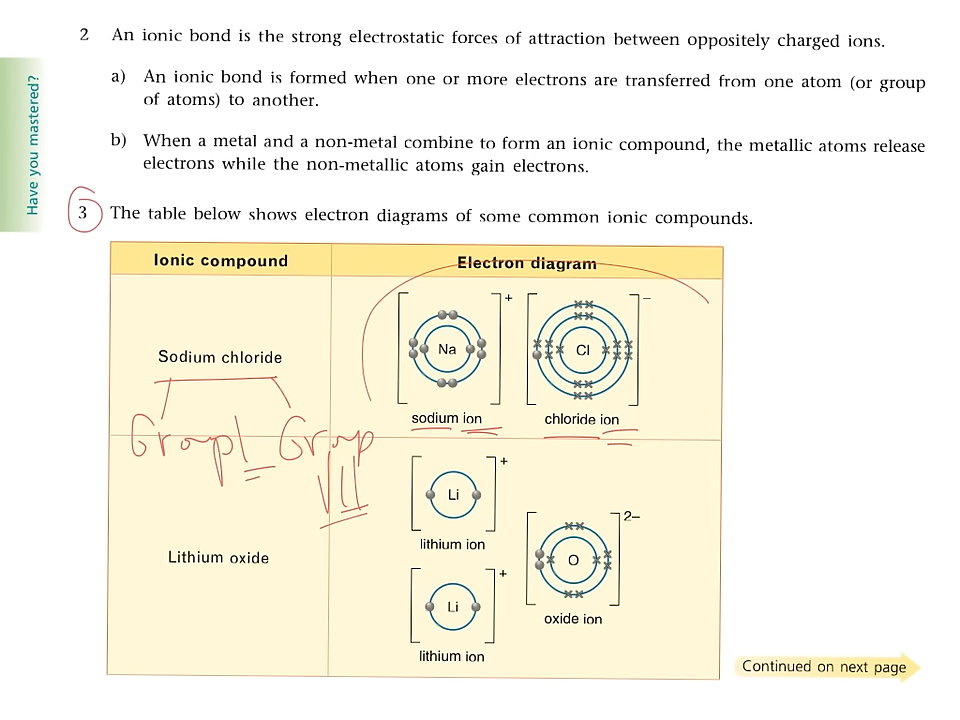 Have you mastered?
2 An ionic bond is the strong electrostatic forces of attraction between oppositely charged ions.
a) An ionic bond is formed when one or more electrons are transferred from one atom (or group
of atoms) to another.
b) When a metal and a non-metal combine to form an ionic compound, the metallic atoms release
electrons while the non-metallic atoms gain electrons.
3 The table below shows electron diagrams of some common ionic compounds.
Ionic compound Electron diagram
+ −
Na Cl
Sodium chloride
sodium ion chloride ion
Group I Group
VII
+
Li
2–
lithium ion
Lithium oxide O
+
Li
oxide ion
lithium ion
Continued on next page